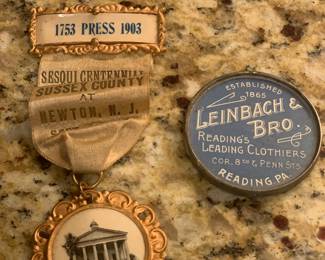 1753 PRESS 1903
SESQUI CENTENNIAL
SUSSEX COUNTY
AT
NEWTON, N. J.
ESTABLISHED
1865
LEINBACH &
BRO.
READING'S
LEADING CLOTHIERS
COR. 8TH & PENN STS
READING, PA.